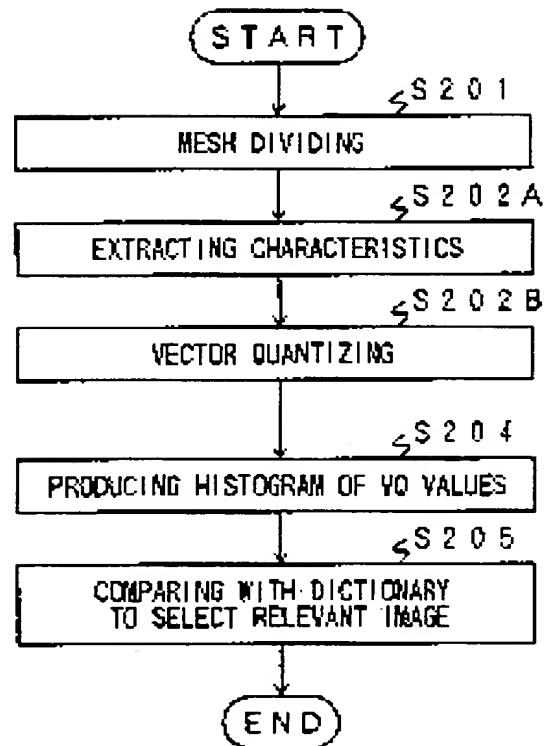 START
S201
MESH DIVIDING
S202A
EXTRACTING CHARACTERISTICS
S202B
VECTOR QUANTIZING
S204
PRODUCING HISTOGRAM OF VQ VALUES
S205
COMPARING WITH DICTIONARY
TO SELECT RELEVANT IMAGE
END